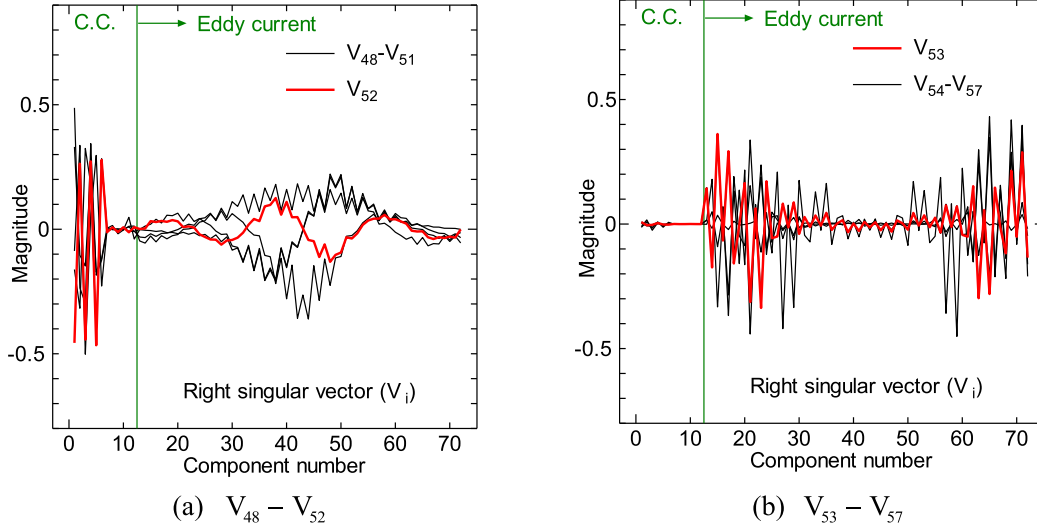 C.C. Eddy current
V48-V51
V52
0.5
0
-0.5
Magnitude
Right singular vector (V i)
0 10 20 30 40 50 60 70
Component number
(a) V48 – V52
C.C. Eddy current
V53
V54-V57
0.5
0
-0.5
Magnitude
Right singular vector (V i)
0 10 20 30 40 50 60 70
Component number
(b) V53 – V57